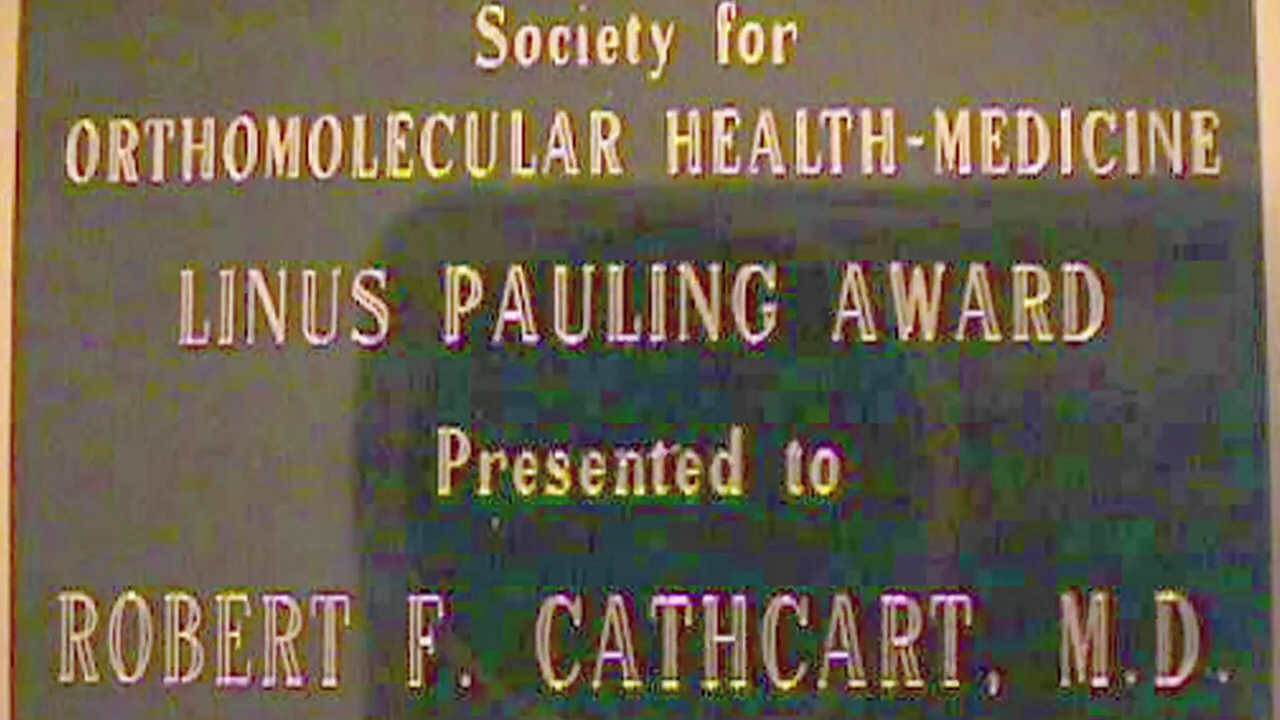 Society for
ORTHOMOLECULAR HEALTH-MEDICINE
LINUS PAULING AWARD
Presented to
ROBERT F. CATHCART, M.D.